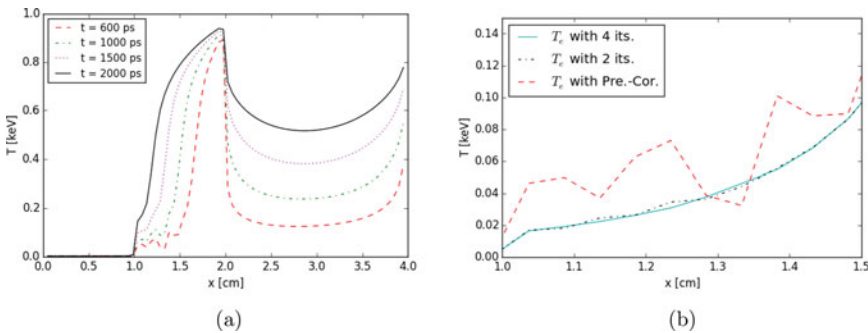 t = 600 ps
t = 1000 ps
t = 1500 ps
t = 2000 ps
T [keV]
1.0
0.8
0.6
0.4
0.2
0.0
0.0 0.5 1.0 1.5 2.0 2.5 3.0 3.5 4.0
x [cm]
(a)
T_e with 4 its.
T_e with 2 its.
T_e with Pre.-Cor.
T [keV]
0.14
0.12
0.10
0.08
0.06
0.04
0.02
0.00
1.0 1.1 1.2 1.3 1.4 1.5
x [cm]
(b)